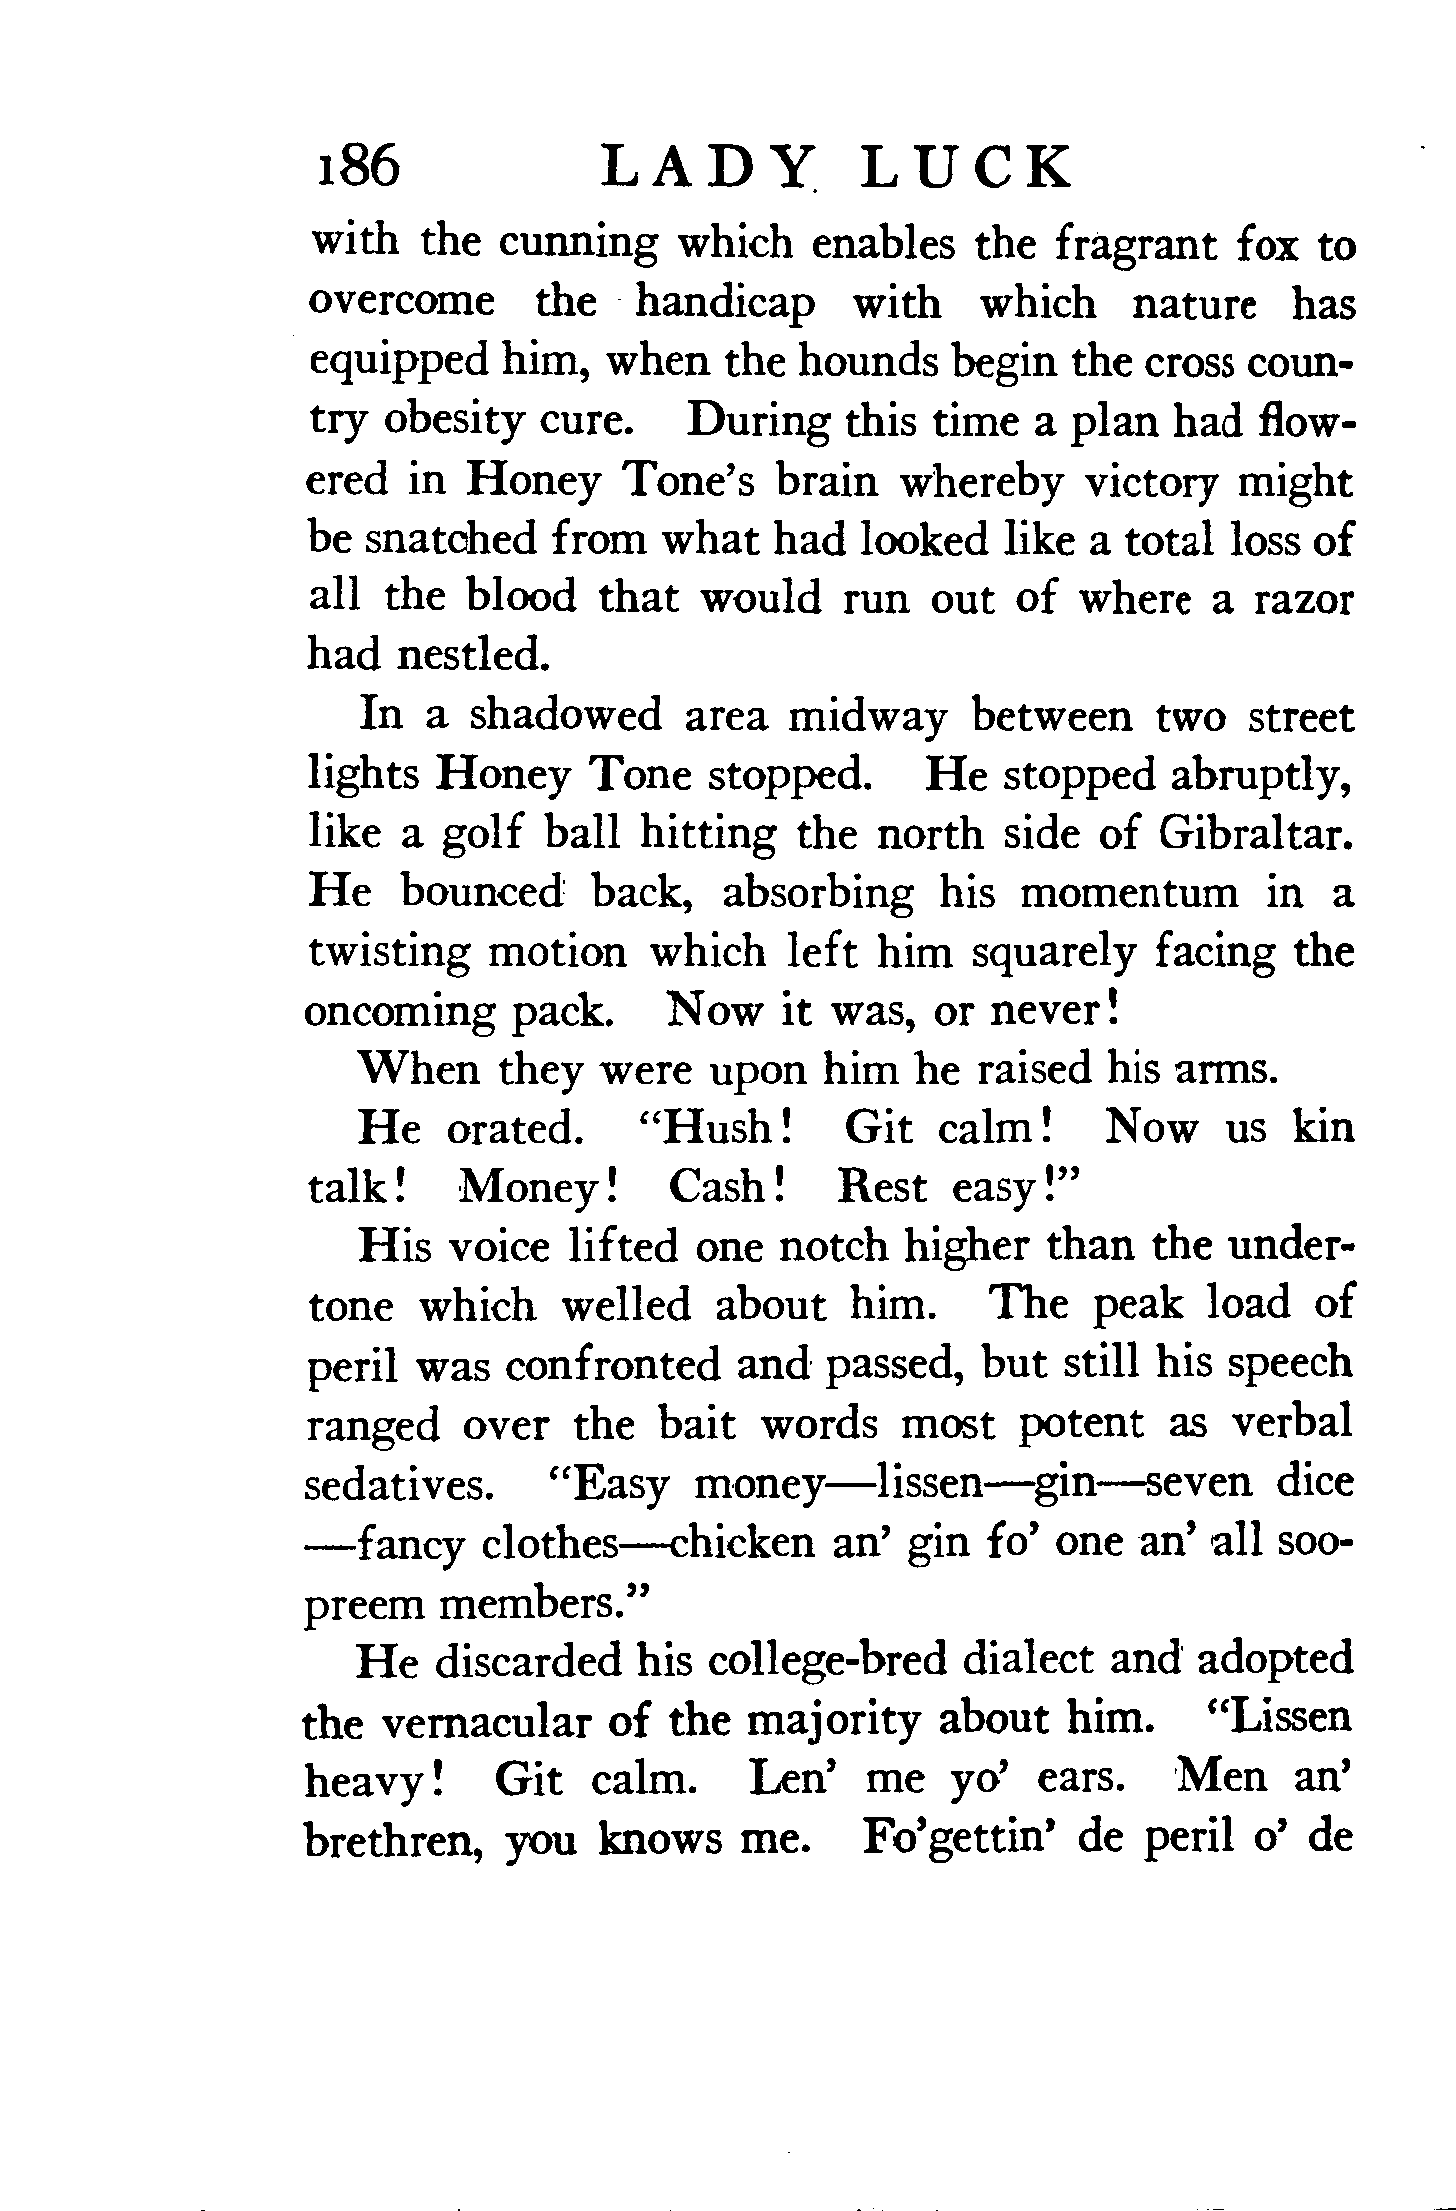 186 LADY LUCK
with the cunning which enables the fragrant fox to
overcome the handicap with which nature has
equipped him, when the hounds begin the cross coun-
try obesity cure. During this time a plan had flow-
ered in Honey Tone's brain whereby victory might
be snatched from what had looked like a total loss of
all the blood that would run out of where a razor
had nestled.
In a shadowed area midway between two street
lights Honey Tone stopped. He stopped abruptly,
like a golf ball hitting the north side of Gibraltar.
He bounced back, absorbing his momentum in a
twisting motion which left him squarely facing the
oncoming pack. Now it was, or never!
When they were upon him he raised his arms.
He orated. “Hush! Git calm! Now us kin
talk! Money! Cash! Rest easy!”
His voice lifted one notch higher than the under-
tone which welled about him. The peak load of
peril was confronted and passed, but still his speech
ranged over the bait words most potent as verbal
sedatives. “Easy money—lissen—gin—seven dice
—fancy clothes—chicken an’ gin fo’ one an’ all soo-
preem members.”
He discarded his college-bred dialect and adopted
the vernacular of the majority about him. “Lissen
heavy! Git calm. Len’ me yo’ ears. Men an’
brethren, you knows me. Fo’gettin’ de peril o’ de